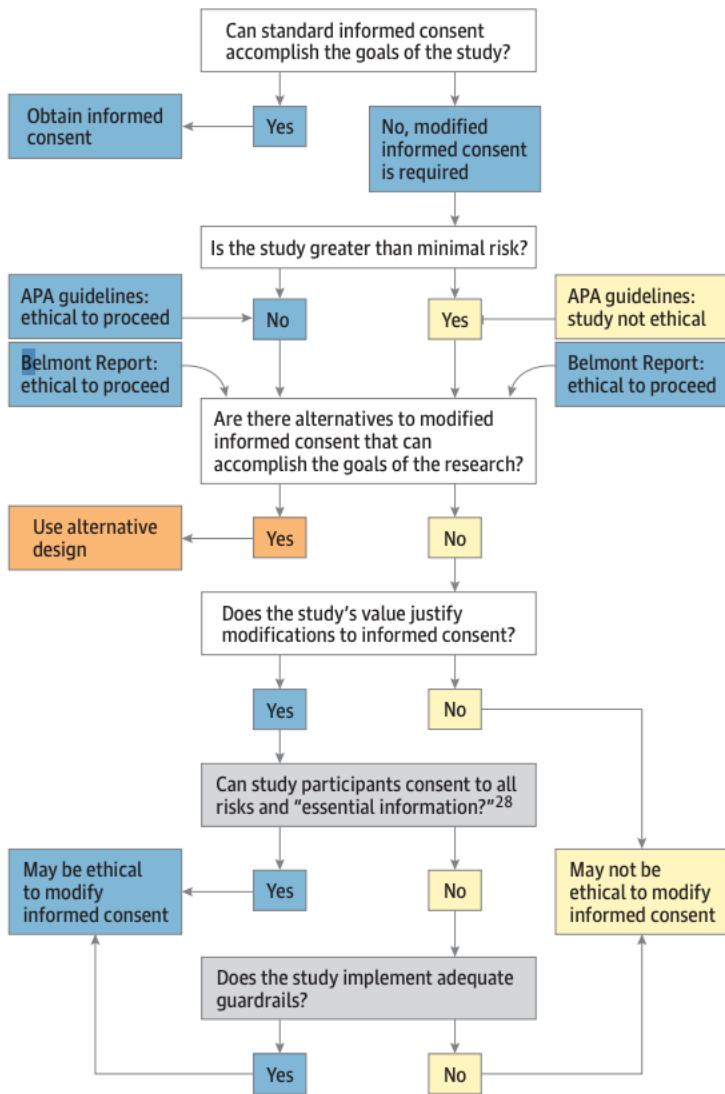 Can standard informed consent
accomplish the goals of the study?
Obtain informed
consent
Yes
No, modified
informed consent
is required
Is the study greater than minimal risk?
APA guidelines:
ethical to proceed
No
Yes
APA guidelines:
study not ethical
Belmont Report:
ethical to proceed
Belmont Report:
ethical to proceed
Are there alternatives to modified
informed consent that can
accomplish the goals of the research?
Use alternative
design
Yes
No
Does the study’s value justify
modifications to informed consent?
Yes
No
Can study participants consent to all
risks and “essential information?”28
May be ethical
to modify
informed consent
Yes
No
May not be
ethical to modify
informed consent
Does the study implement adequate
guardrails?
Yes
No